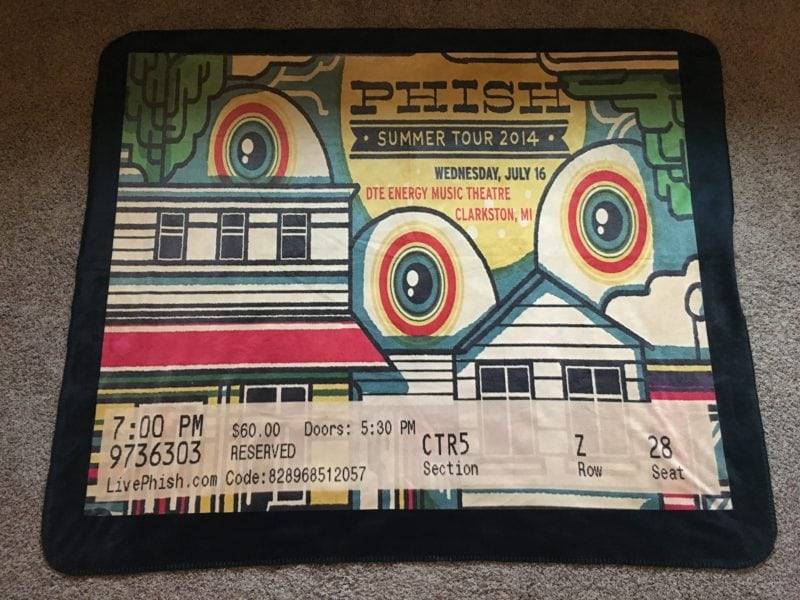 PHISH
• SUMMER TOUR 2014 •
WEDNESDAY, JULY 16
DTE ENERGY MUSIC THEATRE
CLARKSTON, MI
7:00 PM $60.00 Doors: 5:30 PM
9736303 RESERVED
LivePhish.com Code:828968512057
CTR5 Z 28
Section Row Seat